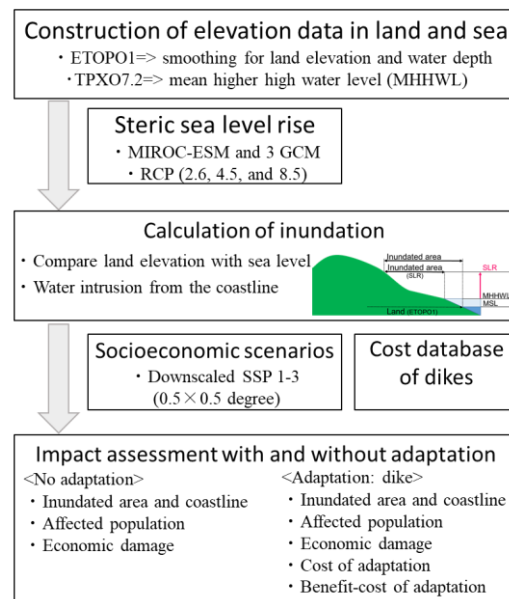 Construction of elevation data in land and sea
・ETOPO1=> smoothing for land elevation and water depth
・TPXO7.2=> mean higher high water level (MHHWL)
Steric sea level rise
・MIROC-ESM and 3 GCM
・RCP (2.6, 4.5, and 8.5)
Calculation of inundation
・Compare land elevation with sea level
・Water intrusion from the coastline
Inundated area
Inundated area
(SLR)
SLR
MHHWL
MSL
Land (ETOPO1)
Socioeconomic scenarios
・Downscaled SSP 1-3
(0.5×0.5 degree)
Cost database
of dikes
Impact assessment with and without adaptation
<No adaptation>
・Inundated area and coastline
・Affected population
・Economic damage
<Adaptation: dike>
・Inundated area and coastline
・Affected population
・Economic damage
・Cost of adaptation
・Benefit-cost of adaptation